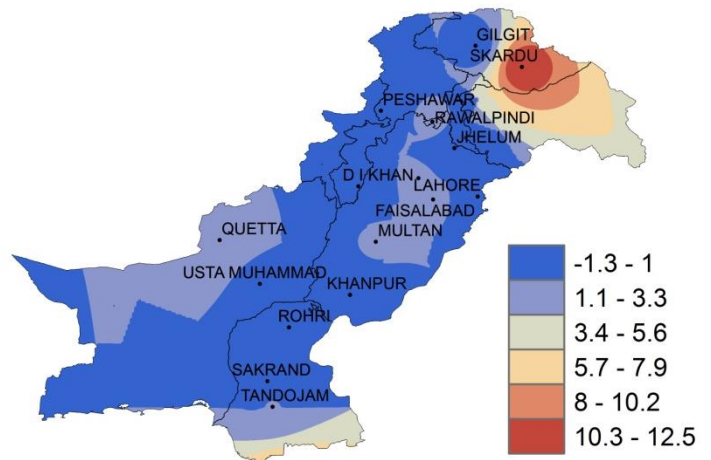 GILGIT
SKARDU
PESHAWAR
RAWALPINDI
JHELUM
D I KHAN
LAHORE
FAISALABAD
QUETTA
MULTAN
USTA MUHAMMAD
KHANPUR
ROHRI
SAKRAND
TANDOJAM
-1.3 - 1
1.1 - 3.3
3.4 - 5.6
5.7 - 7.9
8 - 10.2
10.3 - 12.5